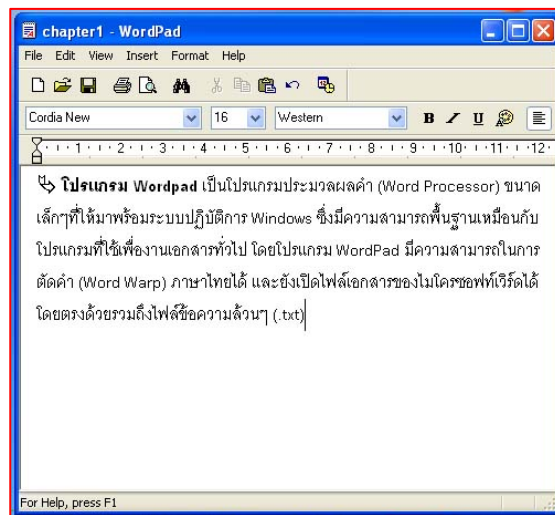 chapter1 - WordPad
File Edit View Insert Format Help
Cordia New 16 Western B / U
1 2 3 4 5 6 7 8 9 10 11 12
โปรแกรม Wordpad เป็นโปรแกรมประมวลผลคำ (Word Processor) ขนาด
เล็กๆที่ให้มาพร้อมระบบปฏิบัติการ Windows ซึ่งมีความสามารถพื้นฐานเหมือนกับ
โปรแกรมที่ใช้เพื่องานเอกสารทั่วไป โดยโปรแกรม WordPad มีความสามารถในการ
ตัดคำ (Word Warp) ภาษาไทยได้ และยังเปิดไฟล์เอกสารของไมโครซอฟท์เวิร์ดได้
โดยตรงด้วยรวมถึงไฟล์ข้อความล้วนๆ (.txt)
For Help, press F1